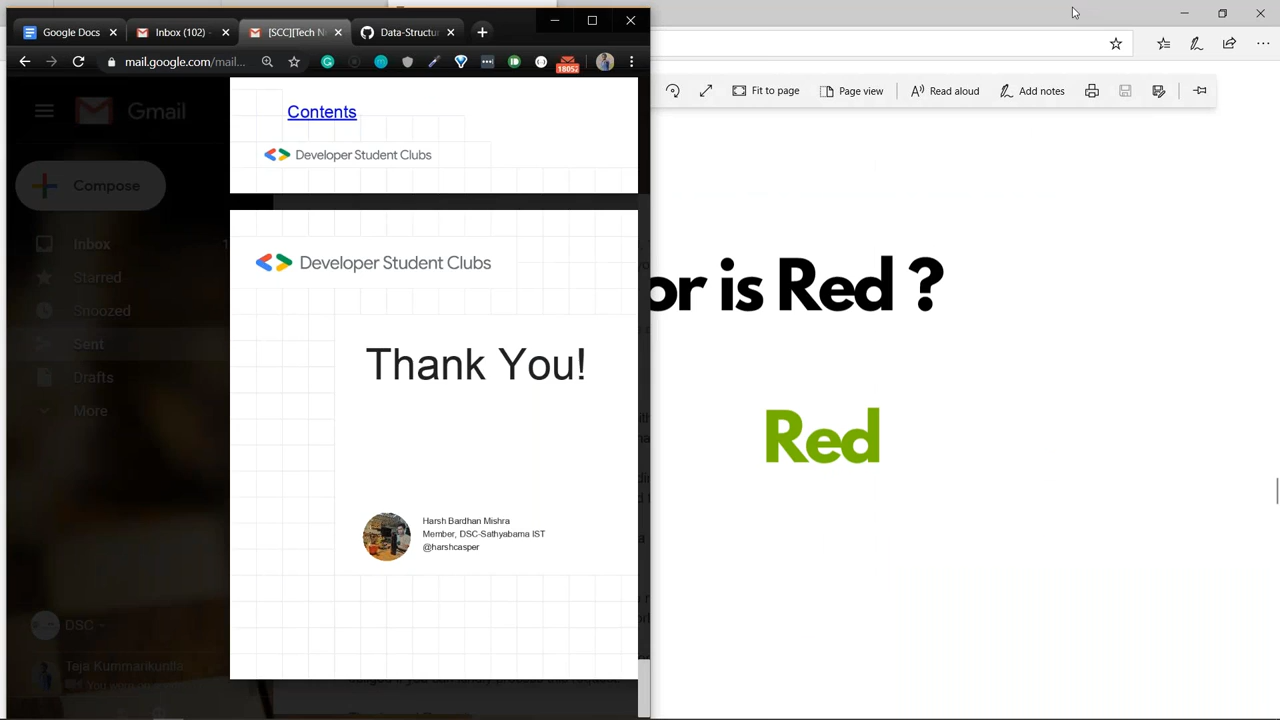 Google Docs
Inbox (102)
[SCC][Tech N
Data-Structur
mail.google.com/mail...
18052
Fit to page
Page view
Read aloud
Add notes
Gmail
Compose
Inbox
Starred
Snoozed
Sent
Drafts
More
DSC
Teja Kummarikuntla
Contents
Developer Student Clubs
Developer Student Clubs
Thank You!
Harsh Bardhan Mishra
Member, DSC-Sathyabama IST
@harshcasper
or is Red ?
Red